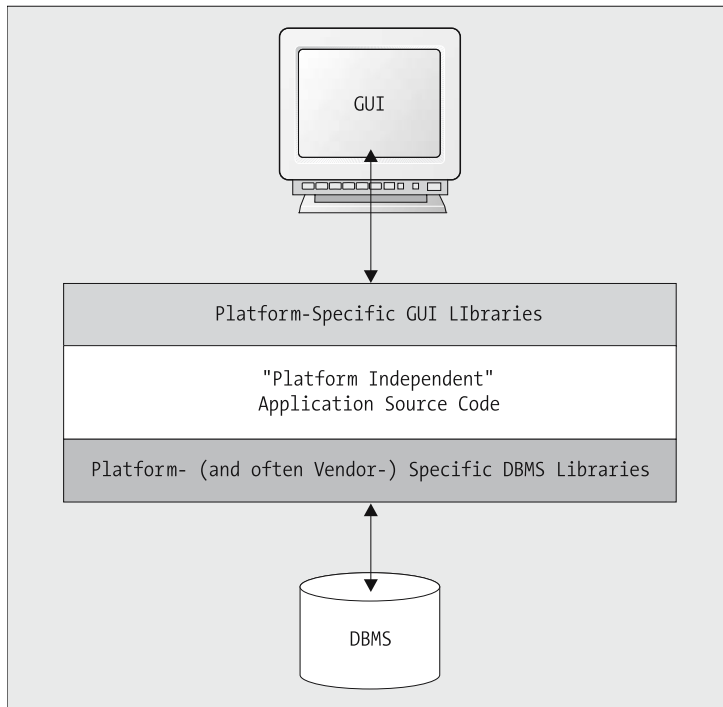 GUI
Platform-Specific GUI LIbraries
"Platform Independent"
Application Source Code
Platform- (and often Vendor-) Specific DBMS Libraries
DBMS